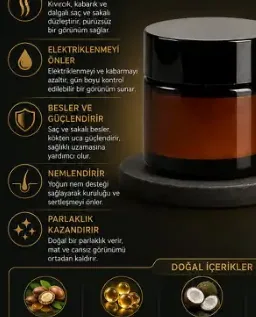 Kıvırcık, kabarık ve
dalgalı saç ve sakalı
düzleştirir, pürüzsüz
bir görünüm sağlar.
ELEKTRİKLENMEYİ
ÖNLER
Elektriklenmeyi ve kabarmayı
azaltır, gün boyu kontrol
edilebilir bir görünüm sunar.
BESLER VE
GÜÇLENDİRİR
Saç ve sakalı besler,
kökten uca güçlendirir,
sağlıklı uzamasına
yardımcı olur.
NEMLENDİRİR
Yoğun nem desteği
sağlayarak kuruluğu ve
sertleşmeyi önler.
PARLAKLIK
KAZANDIRIR
Doğal bir parlaklık verir,
mat ve cansız görünümü
ortadan kaldırır.
DOĞAL İÇERİKLER